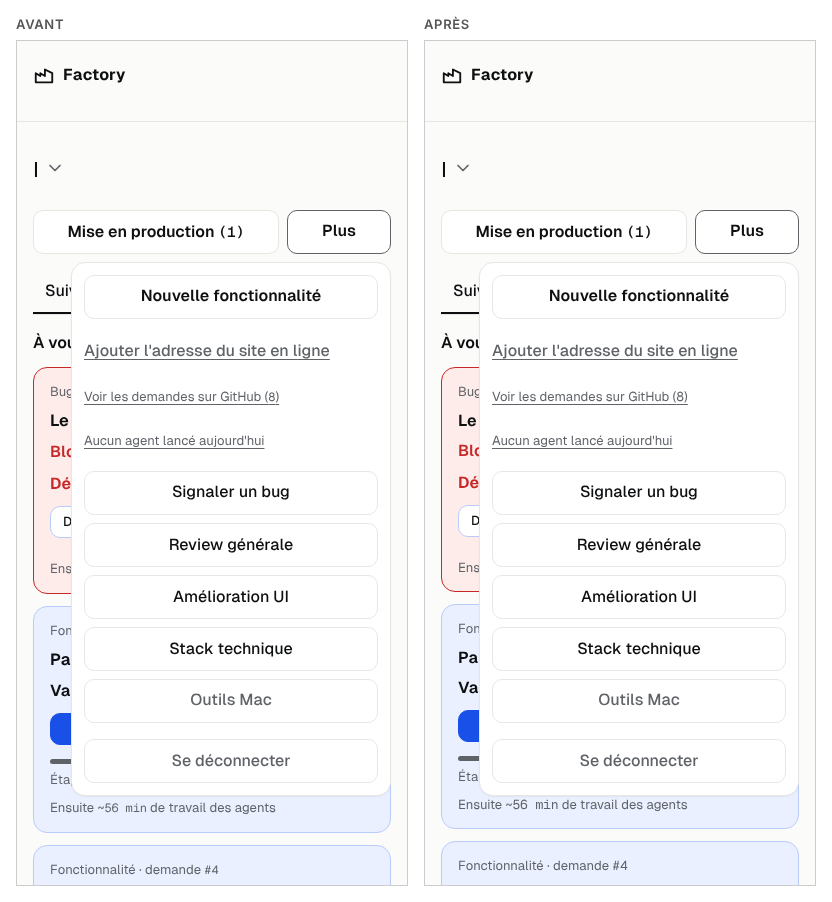 AVANT
Factory
Mise en production (1)
Plus
Nouvelle fonctionnalité
Ajouter l'adresse du site en ligne
Voir les demandes sur GitHub (8)
Aucun agent lancé aujourd'hui
Signaler un bug
Review générale
Amélioration UI
Stack technique
Outils Mac
Se déconnecter
À vou
Bug
Le
Blo
Dé
D
Ens
Fon
Pa
Va
Éta
Ensuite ~56 min de travail des agents
Fonctionnalité · demande #4
APRÈS
Factory
Mise en production (1)
Plus
Nouvelle fonctionnalité
Ajouter l'adresse du site en ligne
Voir les demandes sur GitHub (8)
Aucun agent lancé aujourd'hui
Signaler un bug
Review générale
Amélioration UI
Stack technique
Outils Mac
Se déconnecter
À vou
Bug
Le
Blo
Dé
D
Ens
Fon
Pa
Va
Éta
Ensuite ~56 min de travail des agents
Fonctionnalité · demande #4